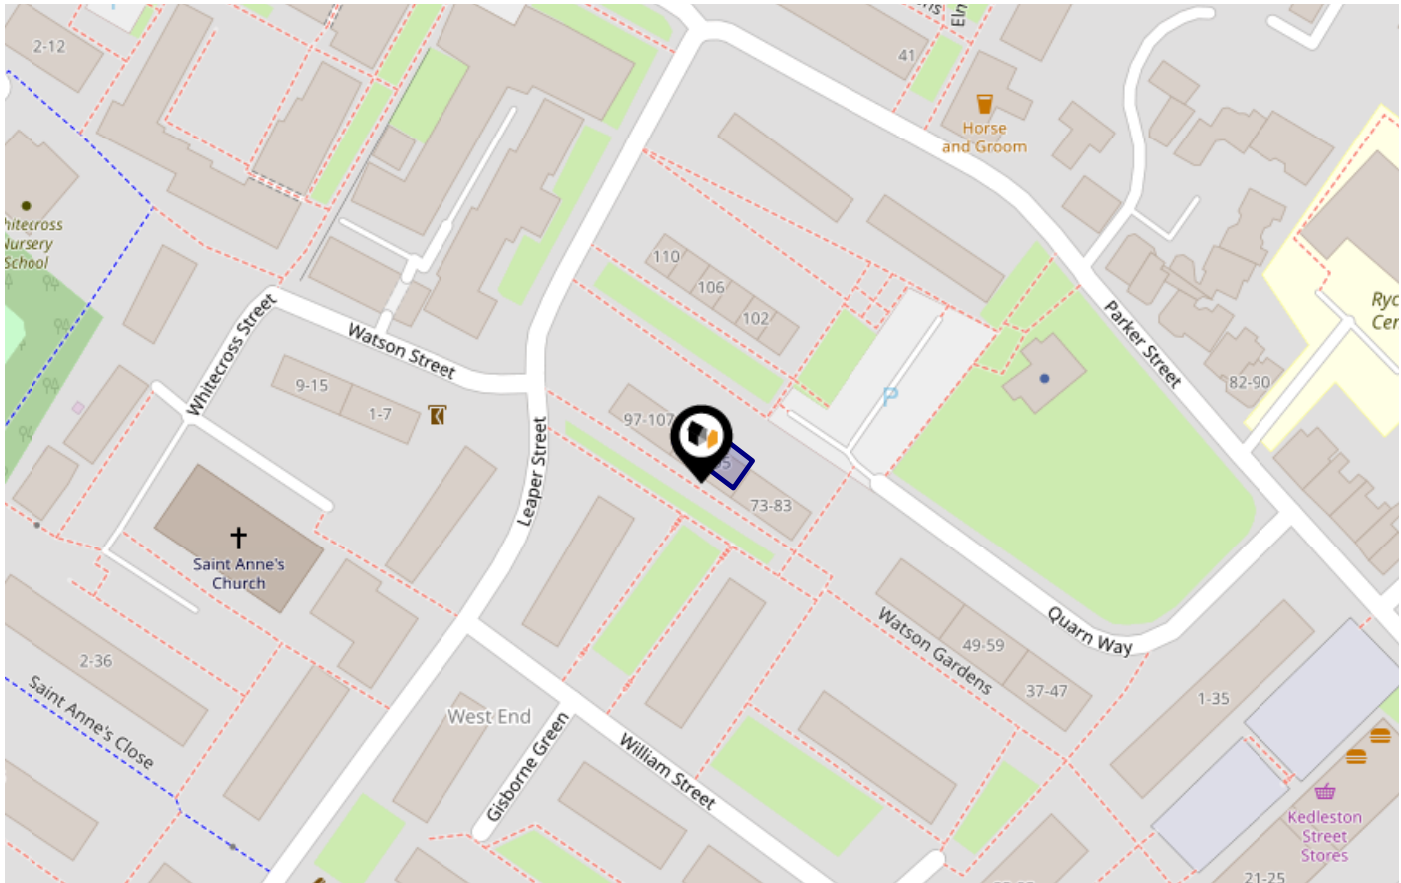 2-12
41
Horse
and Groom
Nursery
School
110
106
102
Whitecross Street
Watson Street
Parker Street
P
9-15
1-7
82-90
97-107
73-83
Leaper Street
Saint Anne's
Church
2-36
Saint Anne's Close
West End
Gisborne Green
William Street
Watson Gardens
49-59
37-47
Quarn Way
1-35
Kedleston
Street
Stores
21-25